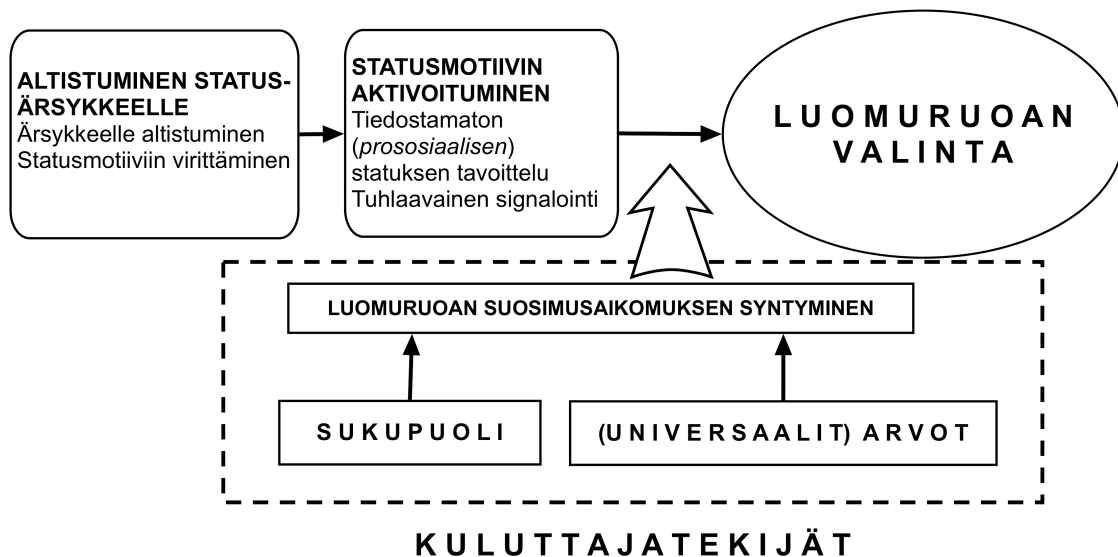 ALTISTUMINEN STATUS-
ÄRSYKKEELLE
Ärsykkeelle altistuminen
Statusmotiiviin virittäminen
STATUSMOTIIVIN
AKTIVOITUMINEN
Tiedostamaton
(prososiaalisen)
statuksen tavoittelu
Tuhlaavainen signalointi
LUOMURUOAN
VALINTA
LUOMURUOAN SUOSIMUSAIKOMUKSEN SYNTYMINEN
SUKUPUOLI
(UNIVERSAALIT) ARVOT
KULUTTAJATEKIJÄT